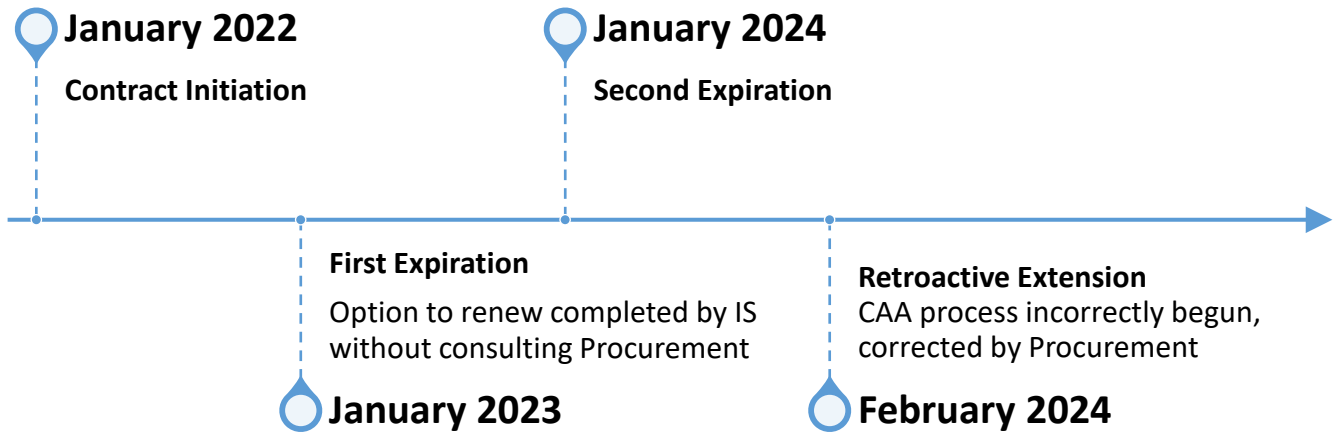 January 2022
Contract Initiation
First Expiration
Option to renew completed by IS
without consulting Procurement
January 2023
January 2024
Second Expiration
Retroactive Extension
CAA process incorrectly begun,
corrected by Procurement
February 2024